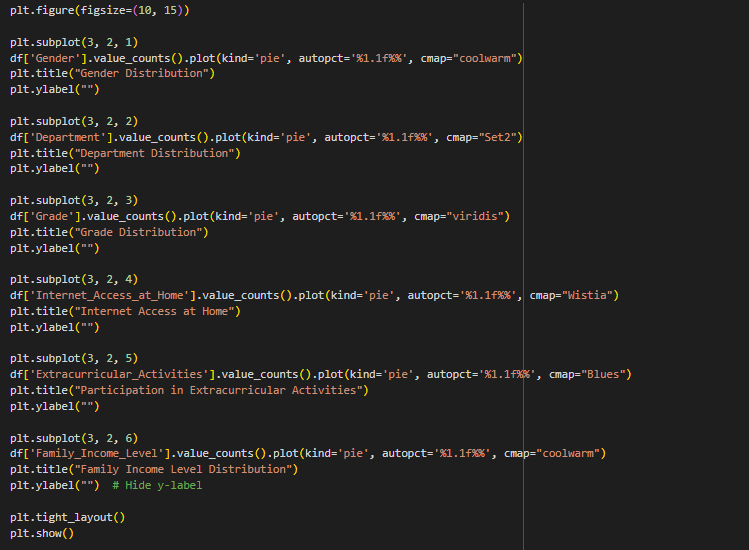 plt.figure(figsize=(10, 15))
plt.subplot(3, 2, 1)
df['Gender'].value_counts().plot(kind='pie', autopct='%1.1f%%', cmap="coolwarm")
plt.title("Gender Distribution")
plt.ylabel("")
plt.subplot(3, 2, 2)
df['Department'].value_counts().plot(kind='pie', autopct='%1.1f%%', cmap="Set2")
plt.title("Department Distribution")
plt.ylabel("")
plt.subplot(3, 2, 3)
df['Grade'].value_counts().plot(kind='pie', autopct='%1.1f%%', cmap="viridis")
plt.title("Grade Distribution")
plt.ylabel("")
plt.subplot(3, 2, 4)
df['Internet_Access_at_Home'].value_counts().plot(kind='pie', autopct='%1.1f%%', cmap="Wistia")
plt.title("Internet Access at Home")
plt.ylabel("")
plt.subplot(3, 2, 5)
df['Extracurricular_Activities'].value_counts().plot(kind='pie', autopct='%1.1f%%', cmap="Blues")
plt.title("Participation in Extracurricular Activities")
plt.ylabel("")
plt.subplot(3, 2, 6)
df['Family_Income_Level'].value_counts().plot(kind='pie', autopct='%1.1f%%', cmap="coolwarm")
plt.title("Family Income Level Distribution")
plt.ylabel("")  # Hide y-label
plt.tight_layout()
plt.show()